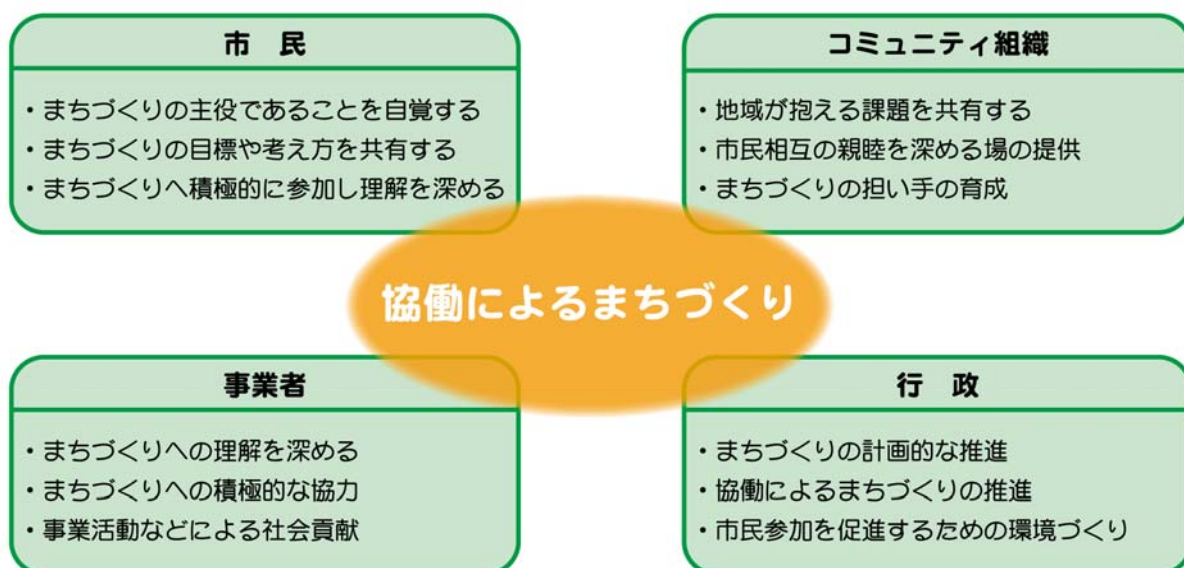 市 民
・まちづくりの主役であることを自覚する
・まちづくりの目標や考え方を共有する
・まちづくりへ積極的に参加し理解を深める
コミュニティ組織
・地域が抱える課題を共有する
・市民相互の親睦を深める場の提供
・まちづくりの担い手の育成
協働によるまちづくり
事業者
・まちづくりへの理解を深める
・まちづくりへの積極的な協力
・事業活動などによる社会貢献
行 政
・まちづくりの計画的な推進
・協働によるまちづくりの推進
・市民参加を促進するための環境づくり